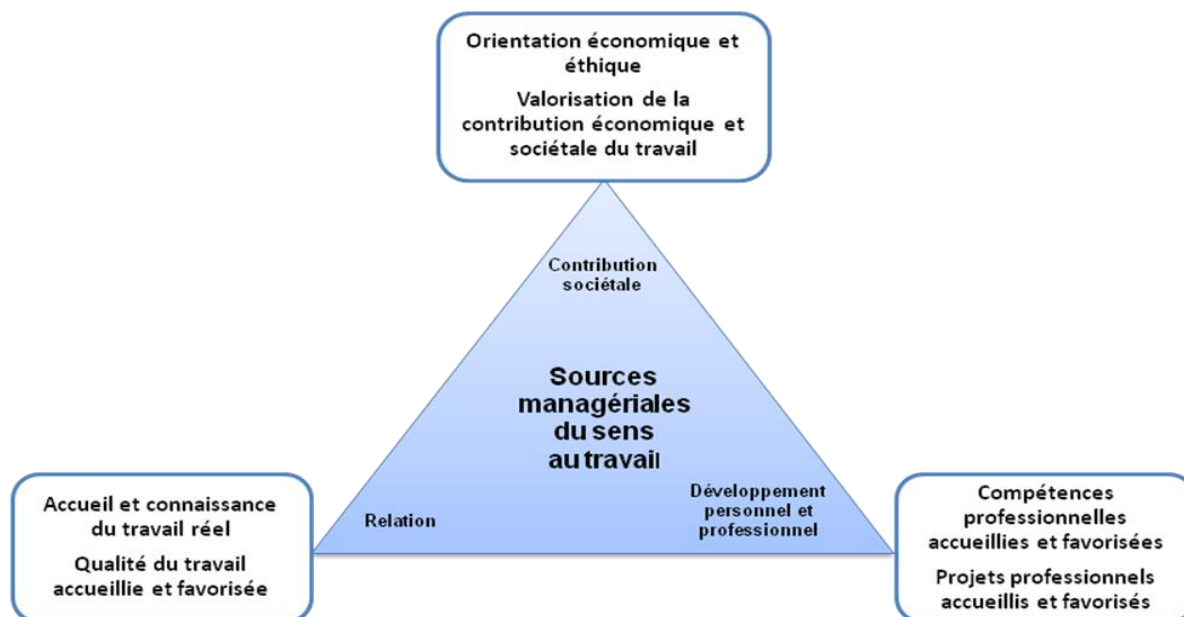 Orientation économique et
éthique
Valorisation de la
contribution économique et
sociétale du travail
Contribution
sociétale
Sources
managériales
du sens
au travail
Relation
Développement
personnel et
professionnel
Accueil et connaissance
du travail réel
Qualité du travail
accueillie et favorisée
Compétences
professionnelles
accueillies et favorisées
Projets professionnels
accueillis et favorisés